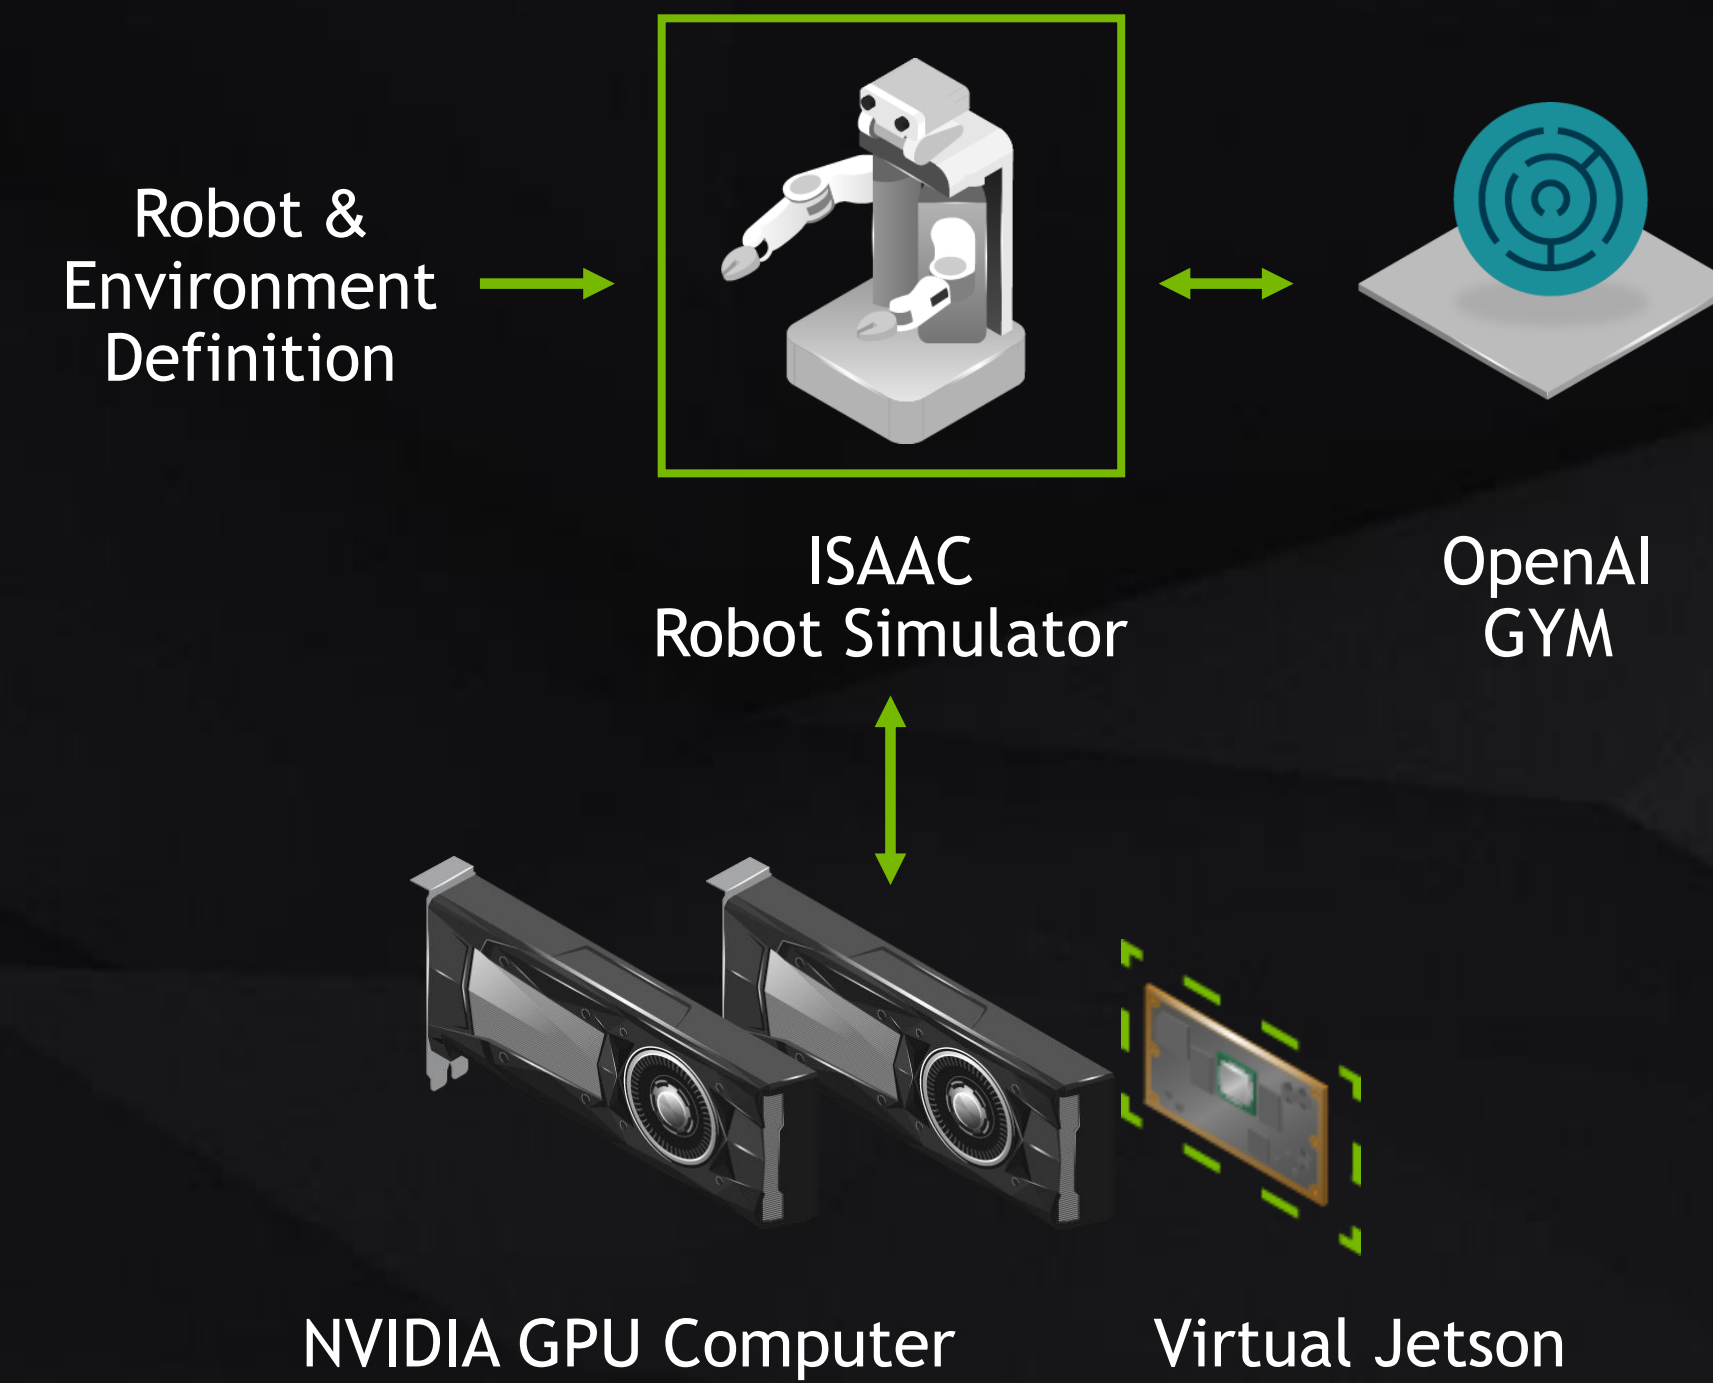 Robot &
Environment
Definition
ISAAC
Robot Simulator
OpenAI
GYM
NVIDIA GPU Computer
Virtual Jetson